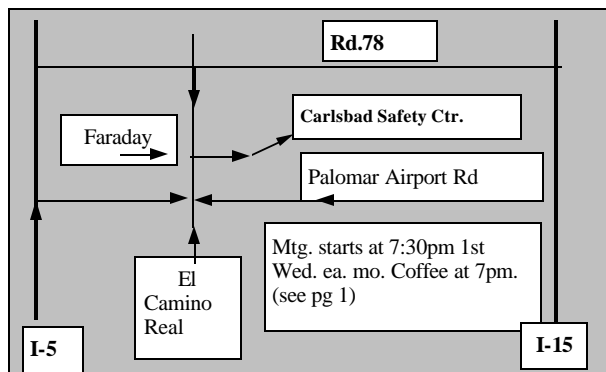 Rd.78
Carlsbad Safety Ctr.
Faraday
Palomar Airport Rd
Mtg. starts at 7:30pm 1st
Wed. ea. mo. Coffee at 7pm.
(see pg 1)
El
Camino
Real
I-5
I-15